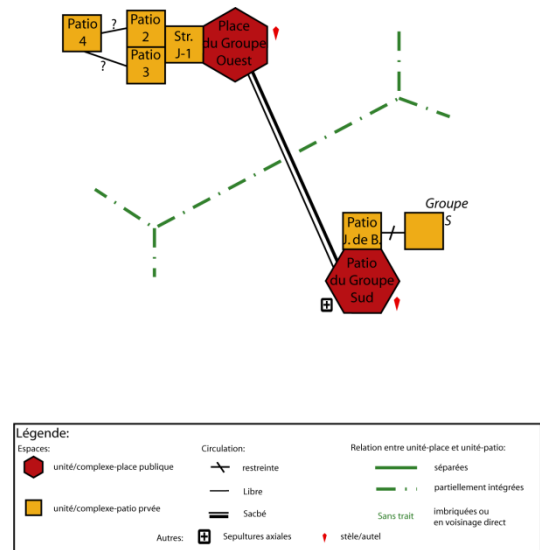 Patio
4
?
?
Patio
2
Patio
3
Str.
J-1
Place
du Groupe
Ouest
Groupe
S
Patio
J. de B.
Patio
du Groupe
Sud
Légende:
Espaces:
unité/complexe-place publique
unité/complexe-patio prvée
Circulation:
restreinte
Libre
Sacbé
Relation entre unité-place et unité-patio:
séparées
partiellement intégrées
Sans trait
imbriquées ou
en voisinage direct
Autres:
Sepultures axiales
stèle/autel